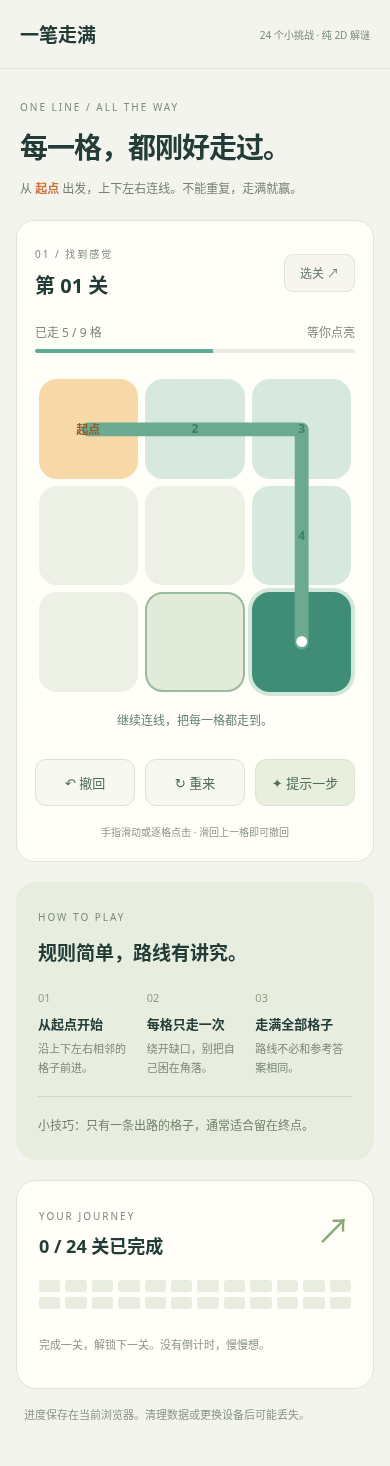 一笔走满
24 个小挑战 · 纯 2D 解谜
ONE LINE / ALL THE WAY
每一格，都刚好走过。
从 起点 出发，上下左右连线。不能重复，走满就赢。
01 / 找到感觉
第 01 关
选关 ↗
已走 5 / 9 格
等你点亮
起点
2
3
4
继续连线，把每一格都走到。
↶ 撤回
↻ 重来
✦ 提示一步
手指滑动或逐格点击 · 滑回上一格即可撤回
HOW TO PLAY
规则简单，路线有讲究。
01
从起点开始
沿上下左右相邻的
格子前进。
02
每格只走一次
绕开缺口，别把自
己困在角落。
03
走满全部格子
路线不必和参考答
案相同。
小技巧：只有一条出路的格子，通常适合留在终点。
YOUR JOURNEY
0 / 24 关已完成
↗
完成一关，解锁下一关。没有倒计时，慢慢想。
进度保存在当前浏览器。清理数据或更换设备后可能丢失。